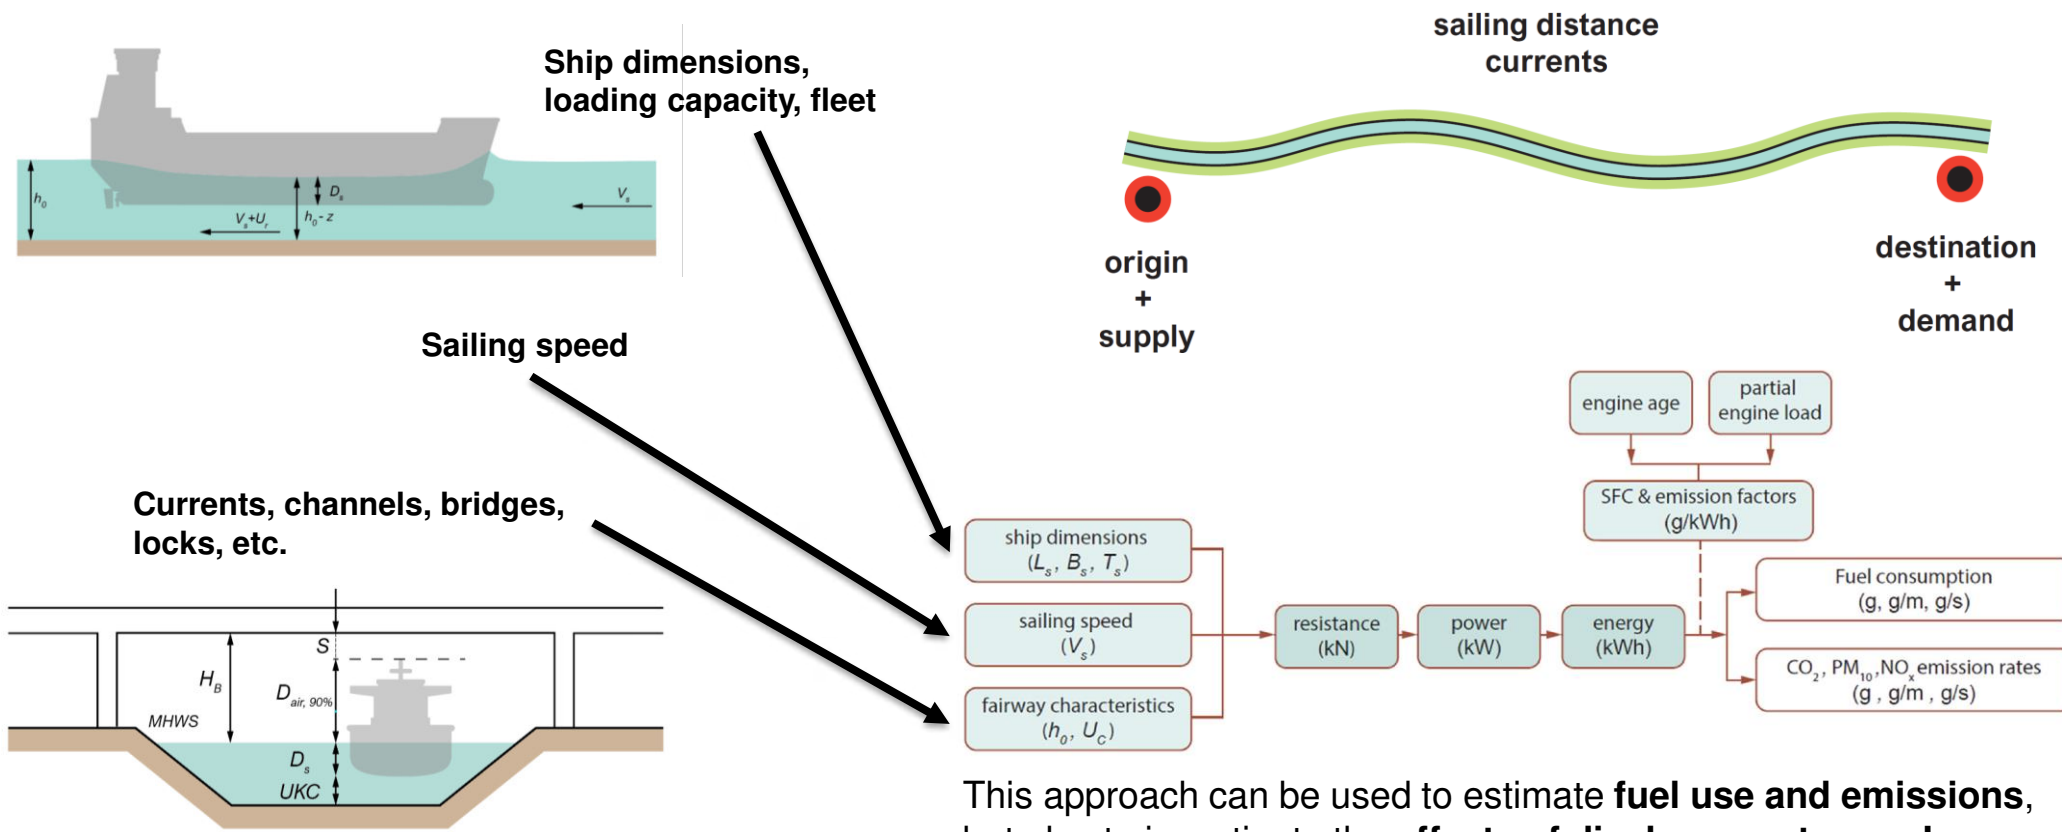 Ship dimensions,
loading capacity, fleet
h₀
Dₛ
h₀ - z
Vₛ+Uᵣ
Vₛ
sailing distance
currents
origin
+
supply
destination
+
demand
Sailing speed
Currents, channels, bridges,
locks, etc.
S
H_B
D_air, 90%
MHWS
Dₛ
UKC
engine age
partial
engine load
SFC & emission factors
(g/kWh)
ship dimensions
(Lₛ, Bₛ, Tₛ)
sailing speed
(Vₛ)
fairway characteristics
(h₀, U_C)
resistance
(kN)
power
(kW)
energy
(kWh)
Fuel consumption
(g, g/m, g/s)
CO₂, PM₁₀,NOₓ emission rates
(g , g/m , g/s)
This approach can be used to estimate fuel use and emissions,